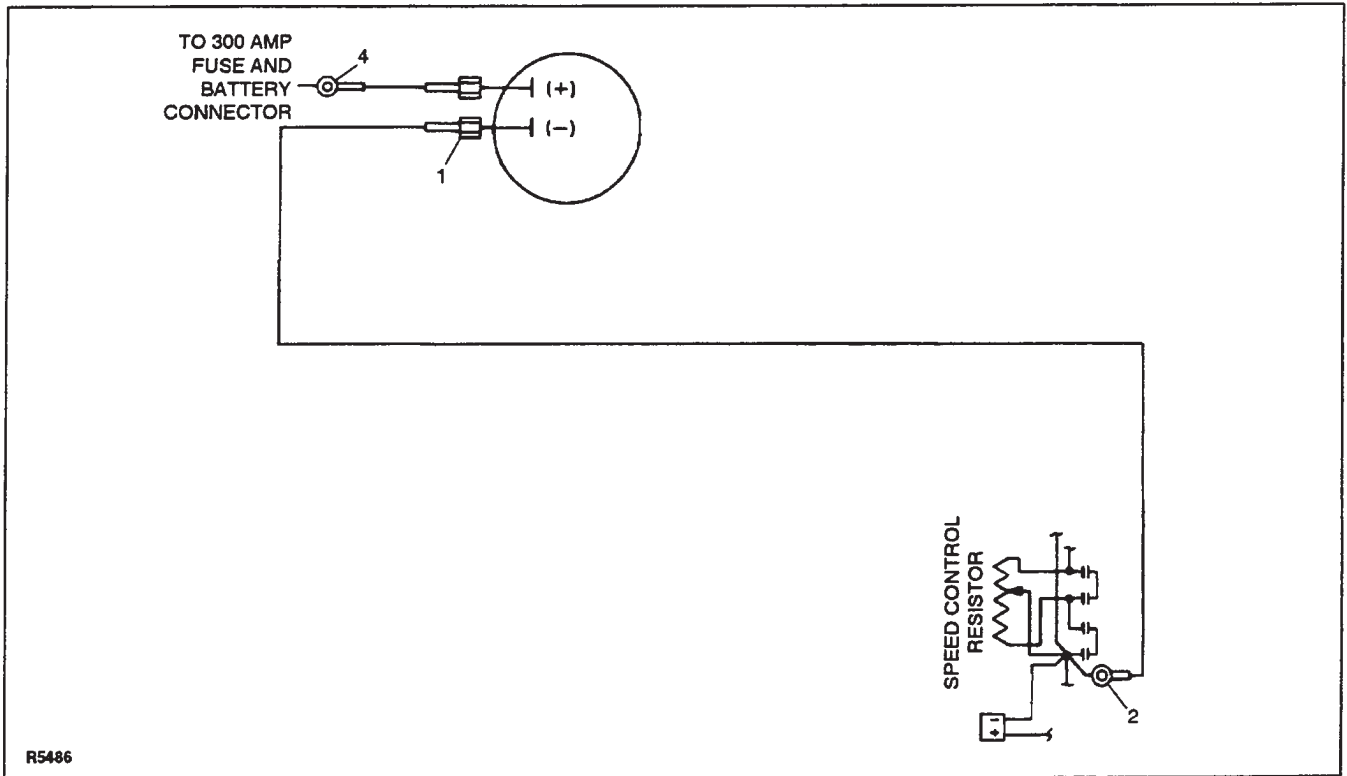 TO 300 AMP
FUSE AND
BATTERY
CONNECTOR
4
(+)
(−)
1
SPEED CONTROL
RESISTOR
−
+
2
R5486